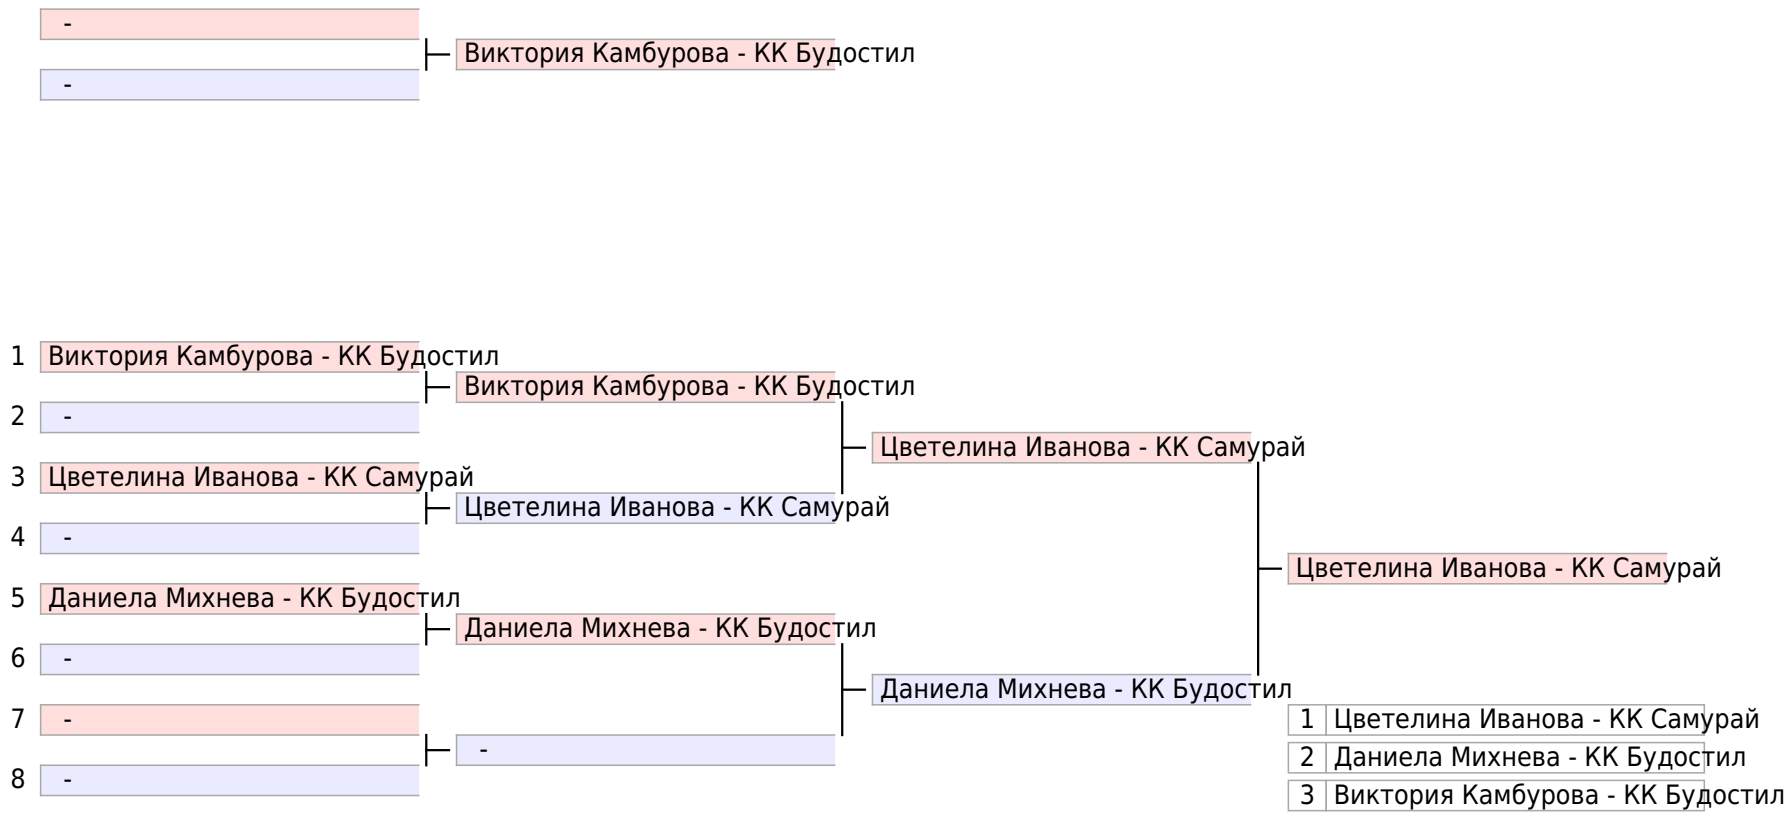 -
Виктория Камбурова - КК Будостил
-
1 Виктория Камбурова - КК Будостил
Виктория Камбурова - КК Будостил
2 -
Цветелина Иванова - КК Самурай
3 Цветелина Иванова - КК Самурай
Цветелина Иванова - КК Самурай
4 -
Цветелина Иванова - КК Самурай
5 Даниела Михнева - КК Будостил
Даниела Михнева - КК Будостил
6 -
Даниела Михнева - КК Будостил
7 -
1 Цветелина Иванова - КК Самурай
-
2 Даниела Михнева - КК Будостил
8 -
3 Виктория Камбурова - КК Будостил